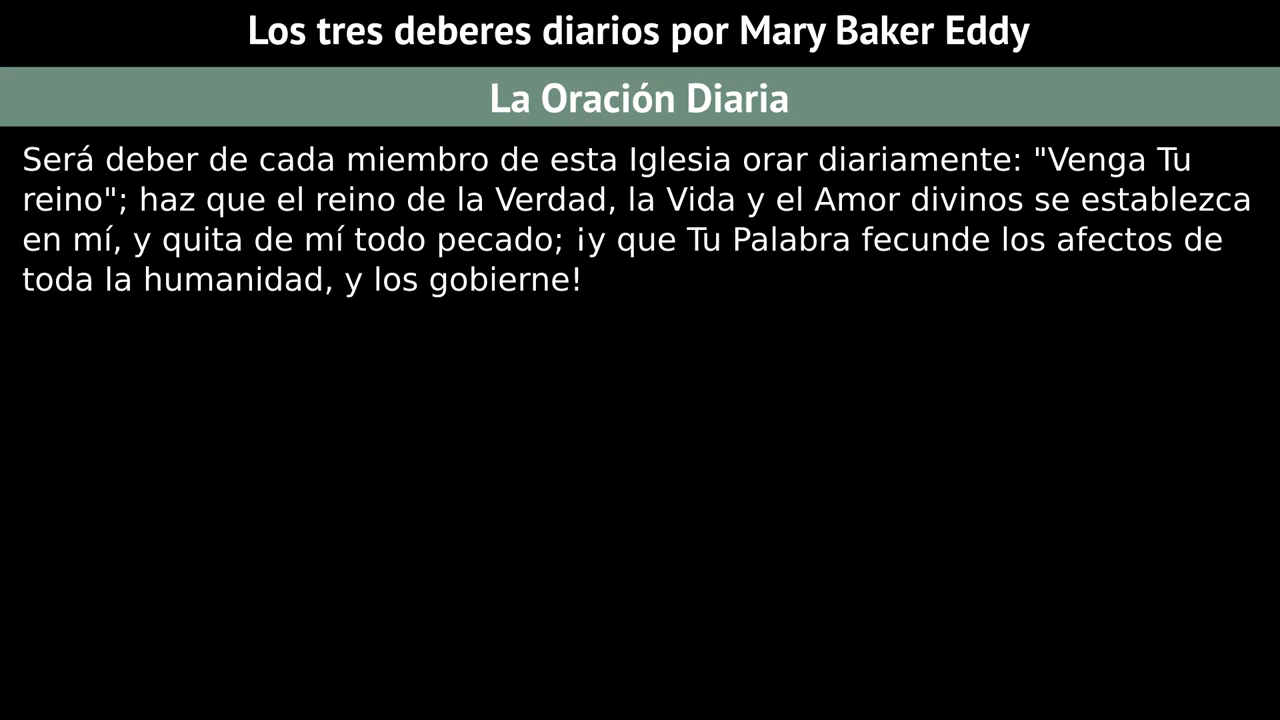 Los tres deberes diarios por Mary Baker Eddy
La Oración Diaria
Será deber de cada miembro de esta Iglesia orar diariamente: "Venga Tu
reino"; haz que el reino de la Verdad, la Vida y el Amor divinos se establezca
en mí, y quita de mí todo pecado; ¡y que Tu Palabra fecunde los afectos de
toda la humanidad, y los gobierne!